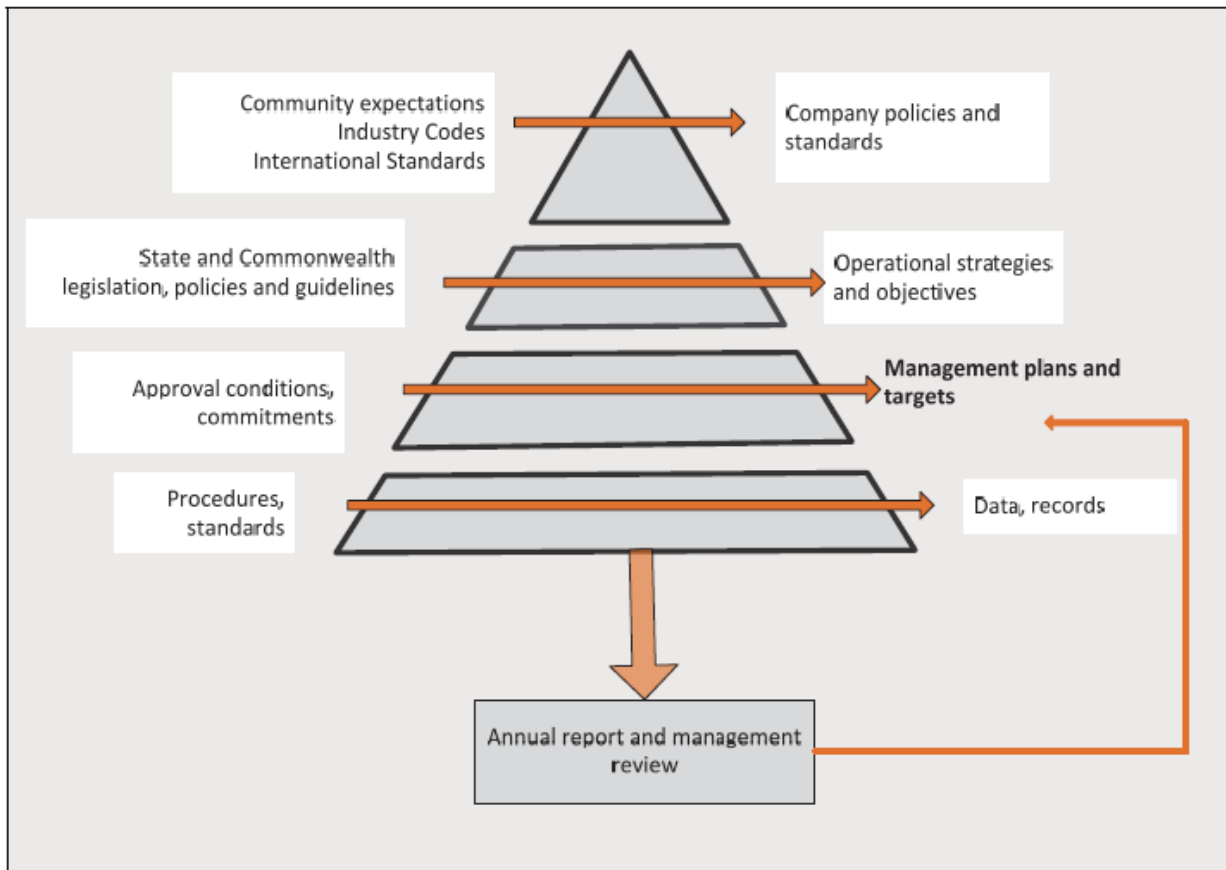 Community expectations
Industry Codes
International Standards
Company policies and
standards
State and Commonwealth
legislation, policies and guidelines
Operational strategies
and objectives
Approval conditions,
commitments
Management plans and
targets
Procedures,
standards
Data, records
Annual report and management
review